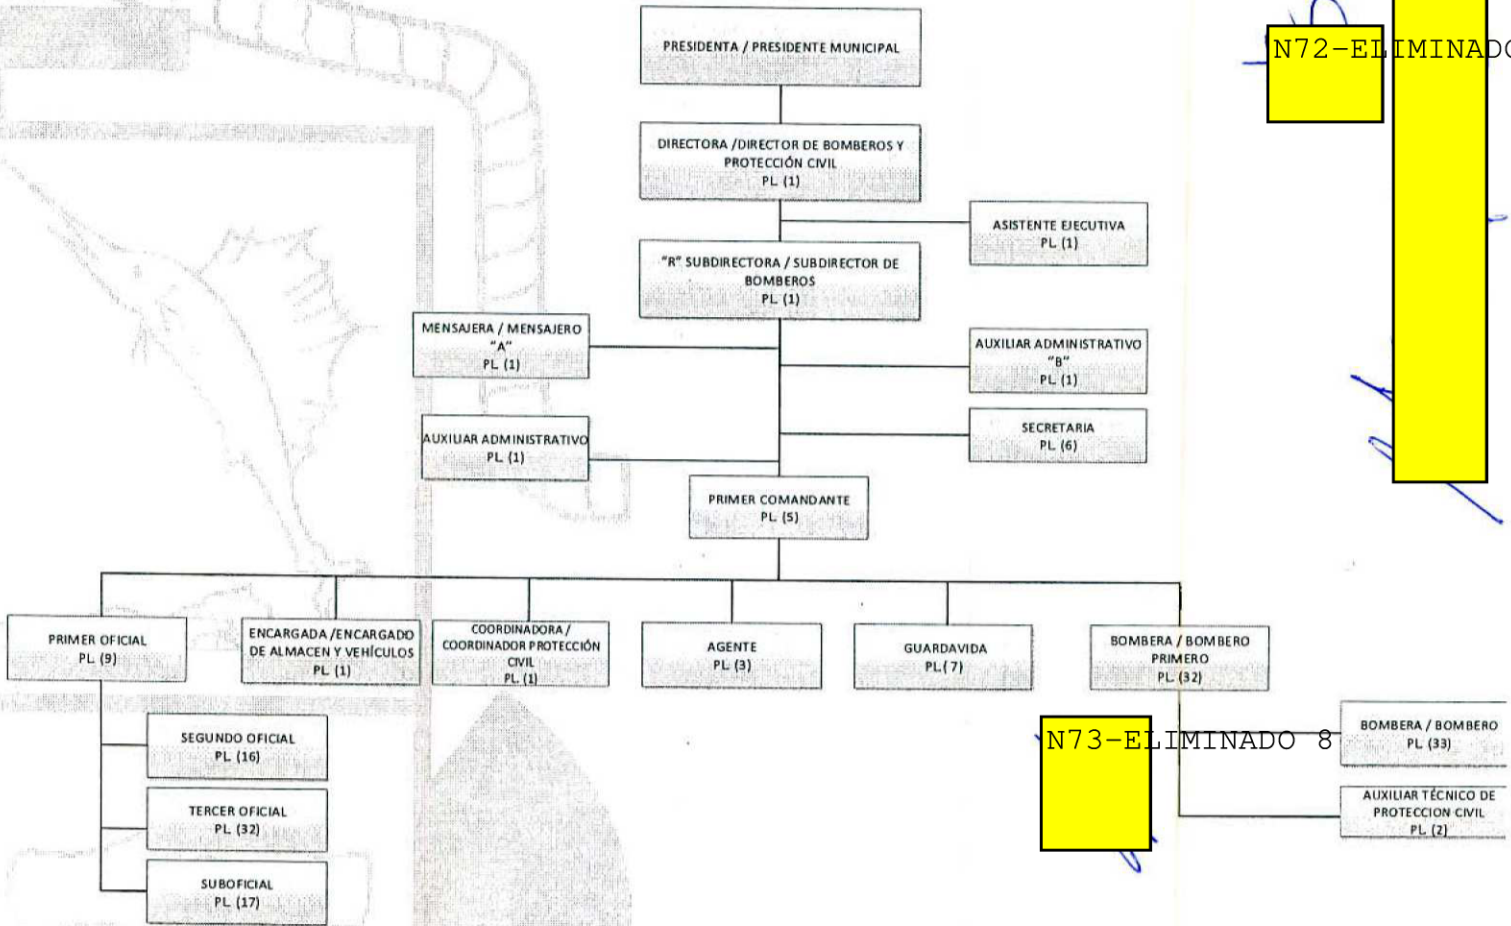 PRESIDENTA / PRESIDENTE MUNICIPAL
N72-ELIMINADO
DIRECTORA /DIRECTOR DE BOMBEROS Y
PROTECCIÓN CIVIL
PL. (1)
ASISTENTE EJECUTIVA
PL. (1)
"R" SUBDIRECTORA / SUBDIRECTOR DE
BOMBEROS
PL. (1)
MENSAJERA / MENSAJERO
"A"
PL. (1)
AUXILIAR ADMINISTRATIVO
"B"
PL. (1)
AUXILIAR ADMINISTRATIVO
PL. (1)
SECRETARIA
PL. (6)
PRIMER COMANDANTE
PL. (5)
PRIMER OFICIAL
PL. (9)
ENCARGADA /ENCARGADO
DE ALMACEN Y VEHÍCULOS
PL. (1)
COORDINADORA /
COORDINADOR PROTECCIÓN
CIVIL
PL. (1)
AGENTE
PL. (3)
GUARDAVIDA
PL.( 7)
BOMBERA / BOMBERO
PRIMERO
PL. (32)
SEGUNDO OFICIAL
PL. (16)
TERCER OFICIAL
PL. (32)
SUBOFICIAL
PL. (17)
N73-ELIMINADO 8
BOMBERA / BOMBERO
PL. (33)
AUXILIAR TÉCNICO DE
PROTECCION CIVIL
PL. (2)